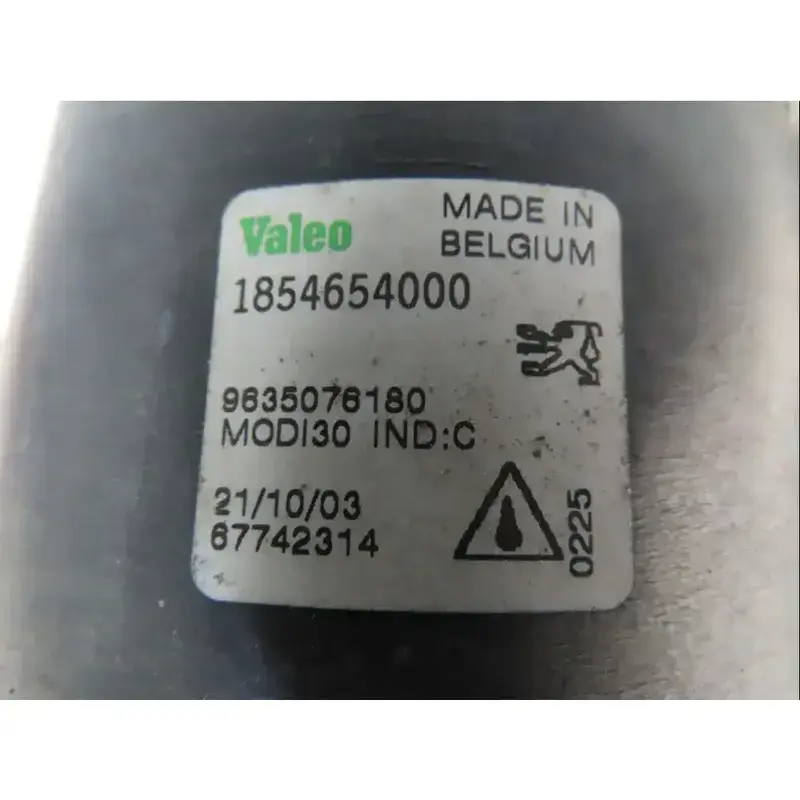 Valeo
MADE IN
BELGIUM
1854654000
9635076180
MODI30 IND:C
21/10/03
67742314
0225